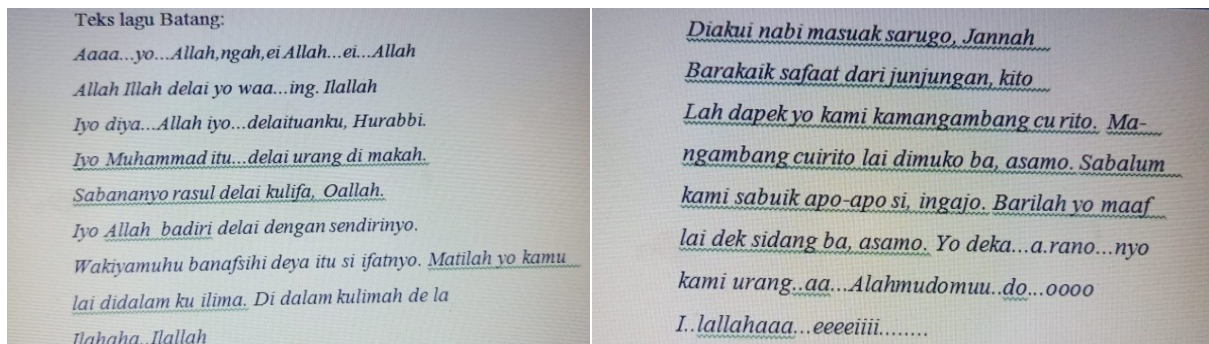 Teks lagu Batang:
Aaaa...yo...Allah,ngah,ei Allah...ei...Allah
Allah Illah delai yo waa...ing. Ilallah
Iyo diya...Allah iyo...delaituanku, Hurabbi.
Iyo Muhammad itu...delai urang di makah.
Sabananyo rasul delai kulifa, Oallah.
Iyo Allah badiri delai dengan sendirinyo.
Wakiyamuhu banafsihi deya itu si ifatnyo. Matilah yo kamu
lai didalam ku ilima. Di dalam kulimah de la
Ilahaha..Ilallah
Diakui nabi masuak sarugo, Jannah
Barakaik safaat dari junjungan, kito
Lah dapek yo kami kamangambang cu rito. Ma-
ngambang cuirito lai dimuko ba, asamo. Sabalum
kami sabuik apo-apo si, ingajo. Barilah yo maaf
lai dek sidang ba, asamo. Yo deka...a.rano...nyo
kami urang..aa...Alahmudomuu..do...oooo
I..lallahaaa...eeeeiiii........